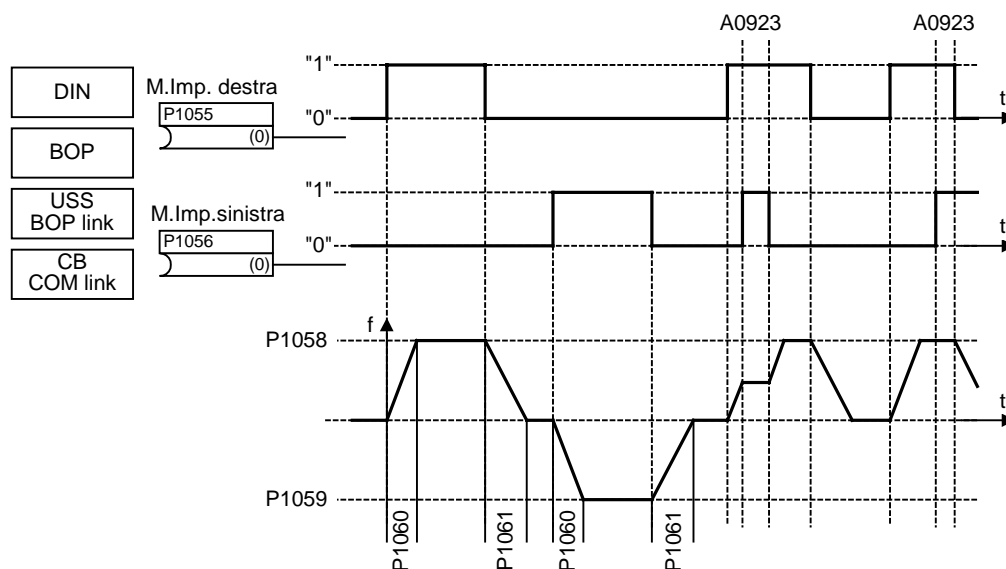 A0923 A0923
DIN
BOP
USS
BOP link
CB
COM link
M.Imp. destra
P1055
(0)
M.Imp.sinistra
P1056
(0)
"1"
"0"
t
"1"
"0"
t
f
P1058
t
P1059
P1060
P1061
P1060
P1061